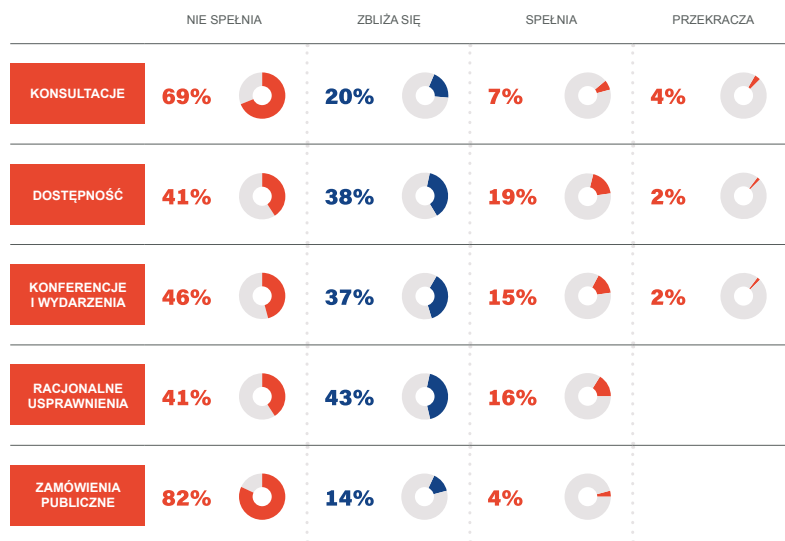 NIE SPEŁNIA ZBLIŻA SIĘ SPEŁNIA PRZEKRACZA
KONSULTACJE 69% 20% 7% 4%
DOSTĘPNOŚĆ 41% 38% 19% 2%
KONFERENCJE
I WYDARZENIA 46% 37% 15% 2%
RACJONALNE
USPRAWNIENIA 41% 43% 16%
ZAMÓWIENIA
PUBLICZNE 82% 14% 4%